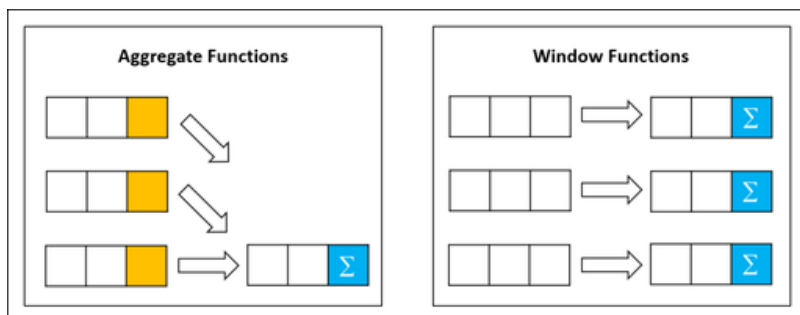 Aggregate Functions
Σ
Window Functions
Σ
Σ
Σ